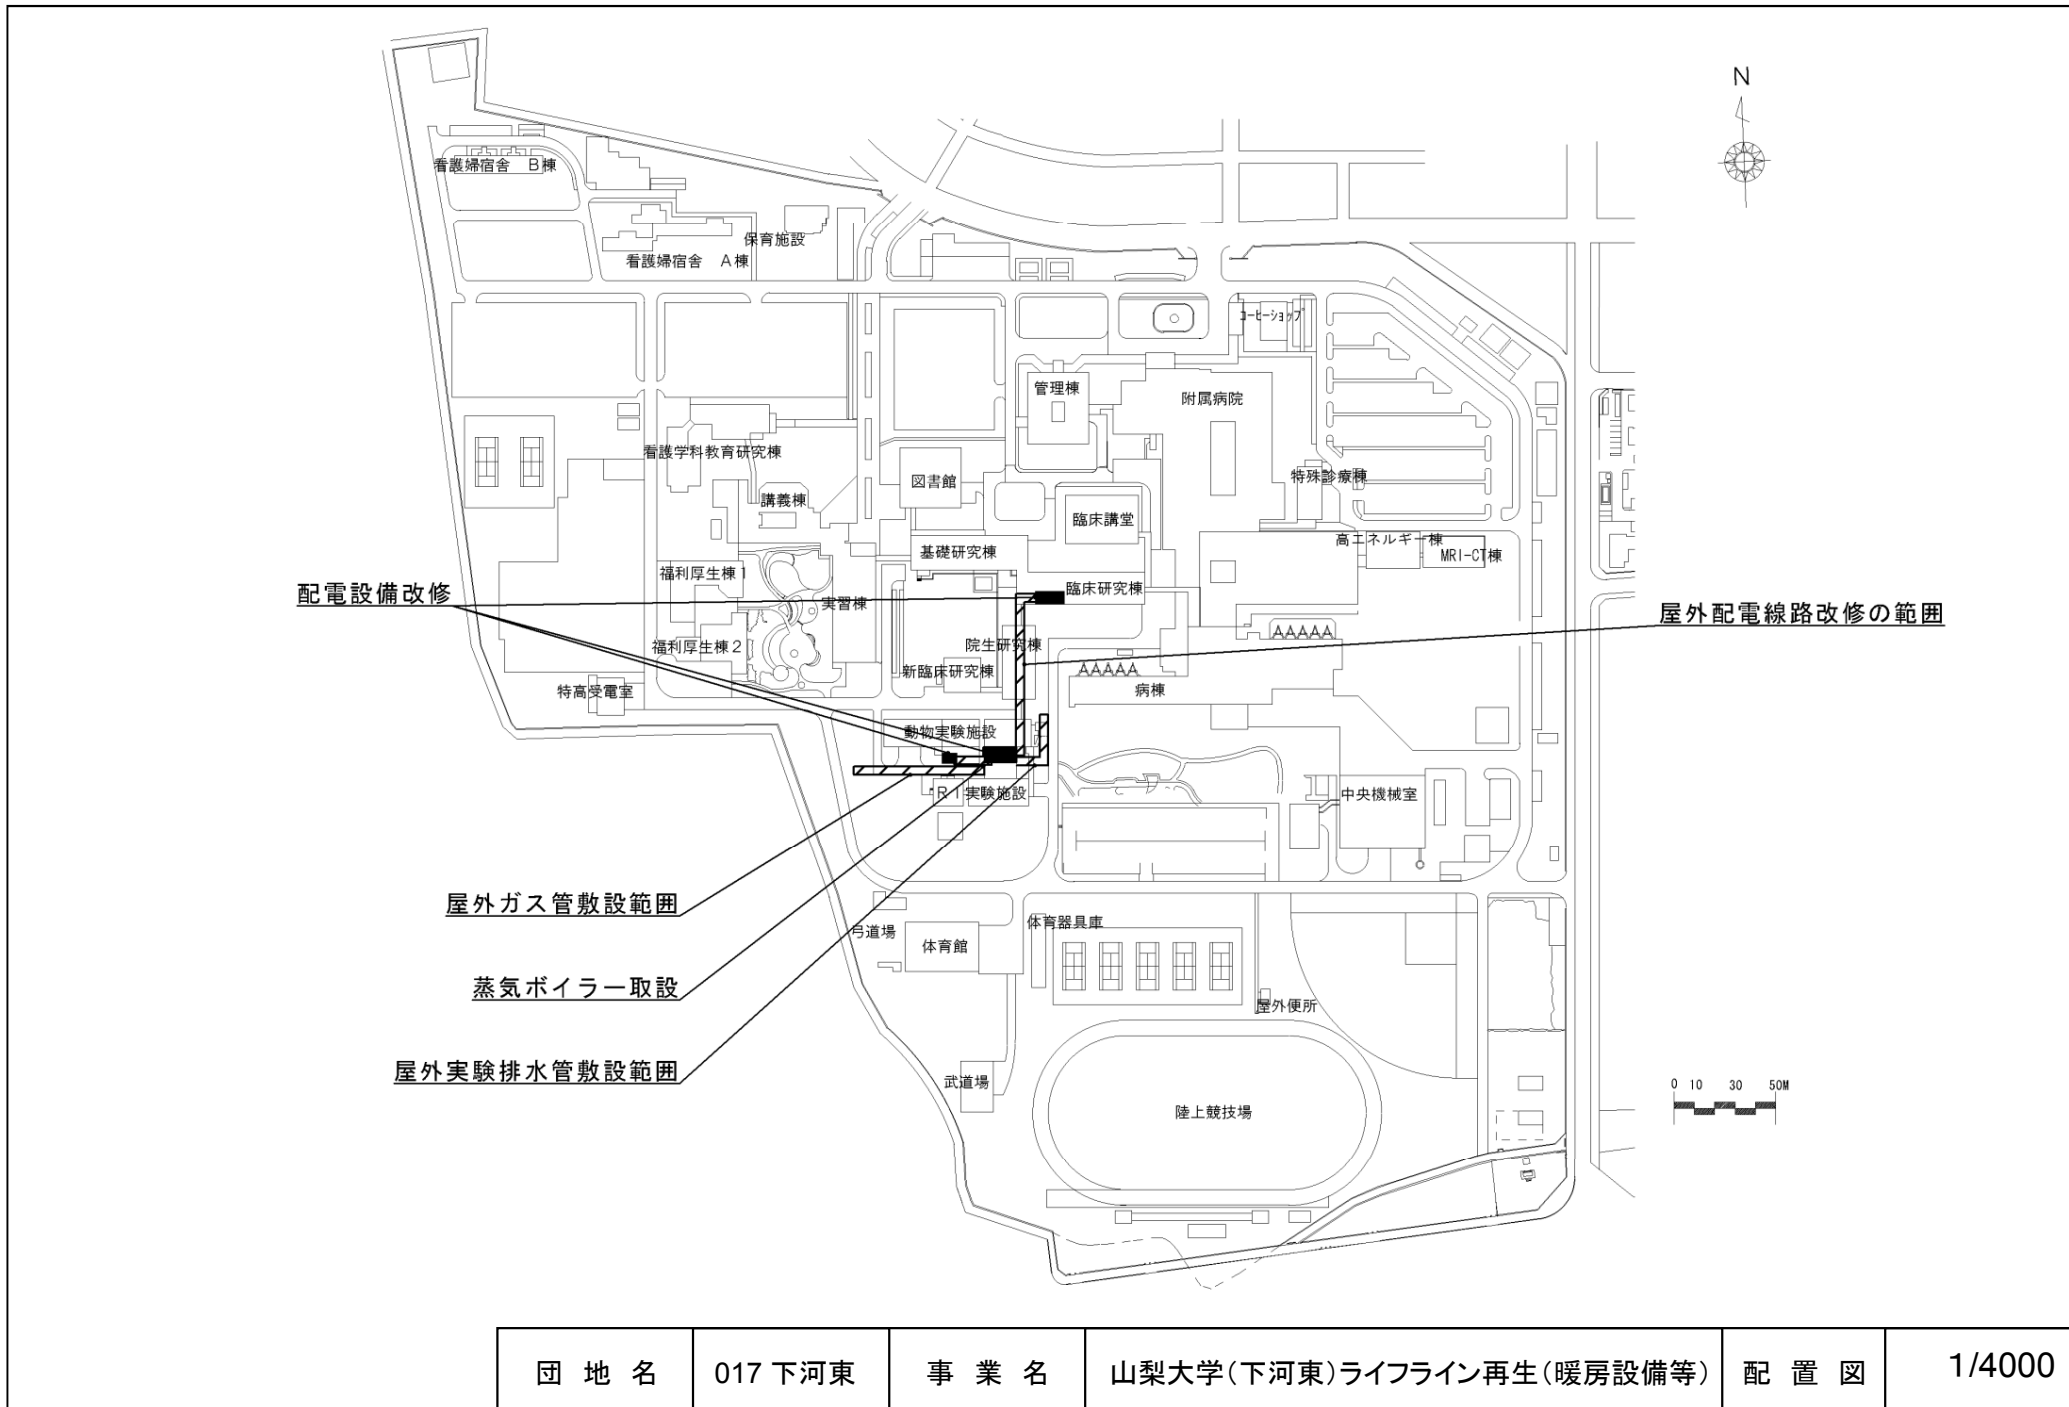 N
看護婦宿舎 B棟
保育施設
看護婦宿舎 A棟
コーヒーショップ
管理棟
附属病院
看護学科教育研究棟
図書館
特殊診療棟
講義棟
臨床講堂
高エネルギー棟
基礎研究棟
MRI-CT棟
福利厚生棟1
臨床研究棟
配電設備改修
実習棟
屋外配電線路改修の範囲
AAAAA
福利厚生棟2
院生研究棟
新臨床研究棟
AAAAA
特高受電室
病棟
動物実験施設
RI実験施設
中央機械室
屋外ガス管敷設範囲
弓道場
体育館
体育器具庫
蒸気ボイラー取設
屋外便所
屋外実験排水管敷設範囲
武道場
陸上競技場
0 10 30 50M
団地名 017 下河東 事業名 山梨大学(下河東)ライフライン再生(暖房設備等) 配置図 1/4000